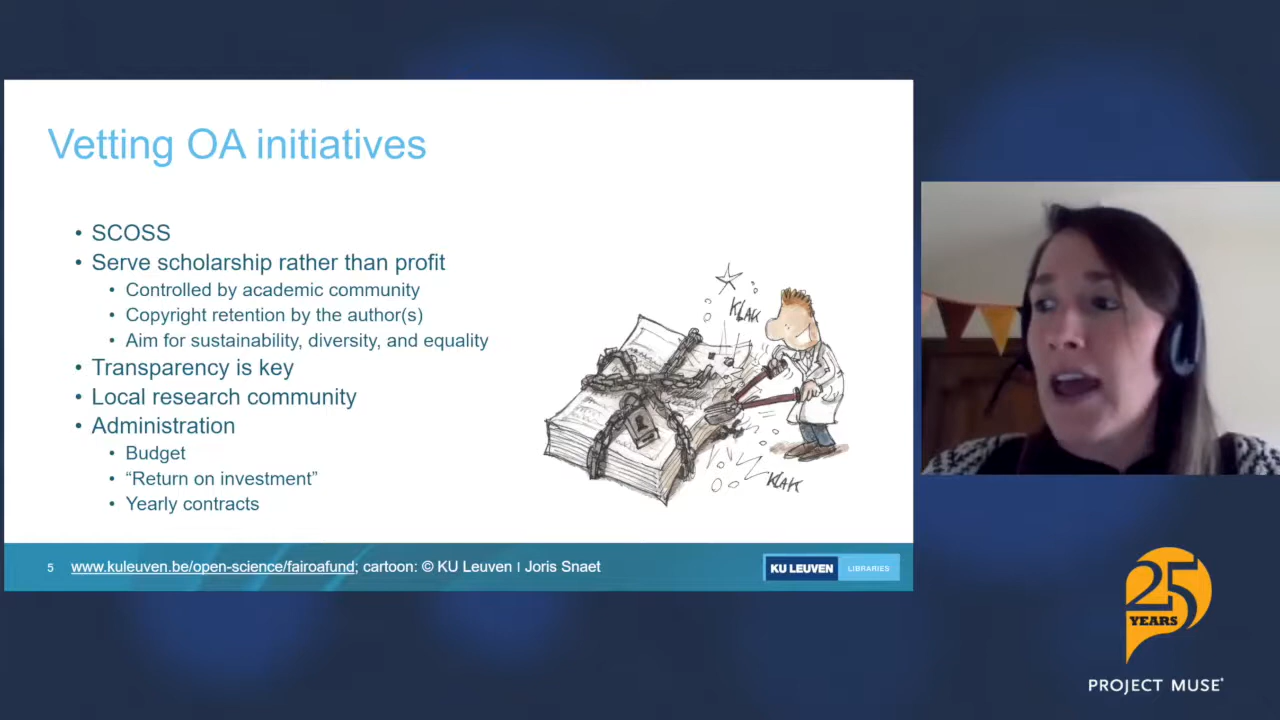 Vetting OA initiatives
• SCOSS
• Serve scholarship rather than profit
• Controlled by academic community
• Copyright retention by the author(s)
• Aim for sustainability, diversity, and equality
• Transparency is key
• Local research community
• Administration
• Budget
• “Return on investment”
• Yearly contracts
KLAK
KLAK
5 www.kuleuven.be/open-science/fairoafund; cartoon: © KU Leuven I Joris Snaet
KU LEUVEN LIBRARIES
25
YEARS
PROJECT MUSE®